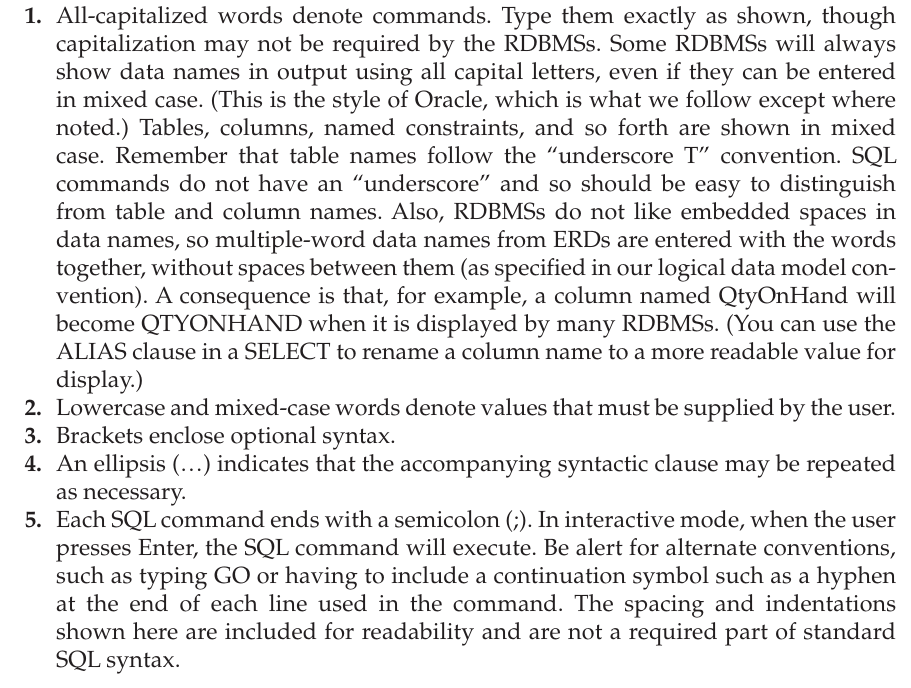 1. All-capitalized words denote commands. Type them exactly as shown, though
capitalization may not be required by the RDBMSs. Some RDBMSs will always
show data names in output using all capital letters, even if they can be entered
in mixed case. (This is the style of Oracle, which is what we follow except where
noted.) Tables, columns, named constraints, and so forth are shown in mixed
case. Remember that table names follow the “underscore T” convention. SQL
commands do not have an “underscore” and so should be easy to distinguish
from table and column names. Also, RDBMSs do not like embedded spaces in
data names, so multiple-word data names from ERDs are entered with the words
together, without spaces between them (as specified in our logical data model con-
vention). A consequence is that, for example, a column named QtyOnHand will
become QTYONHAND when it is displayed by many RDBMSs. (You can use the
ALIAS clause in a SELECT to rename a column name to a more readable value for
display.)
2. Lowercase and mixed-case words denote values that must be supplied by the user.
3. Brackets enclose optional syntax.
4. An ellipsis (…) indicates that the accompanying syntactic clause may be repeated
as necessary.
5. Each SQL command ends with a semicolon (;). In interactive mode, when the user
presses Enter, the SQL command will execute. Be alert for alternate conventions,
such as typing GO or having to include a continuation symbol such as a hyphen
at the end of each line used in the command. The spacing and indentations
shown here are included for readability and are not a required part of standard
SQL syntax.